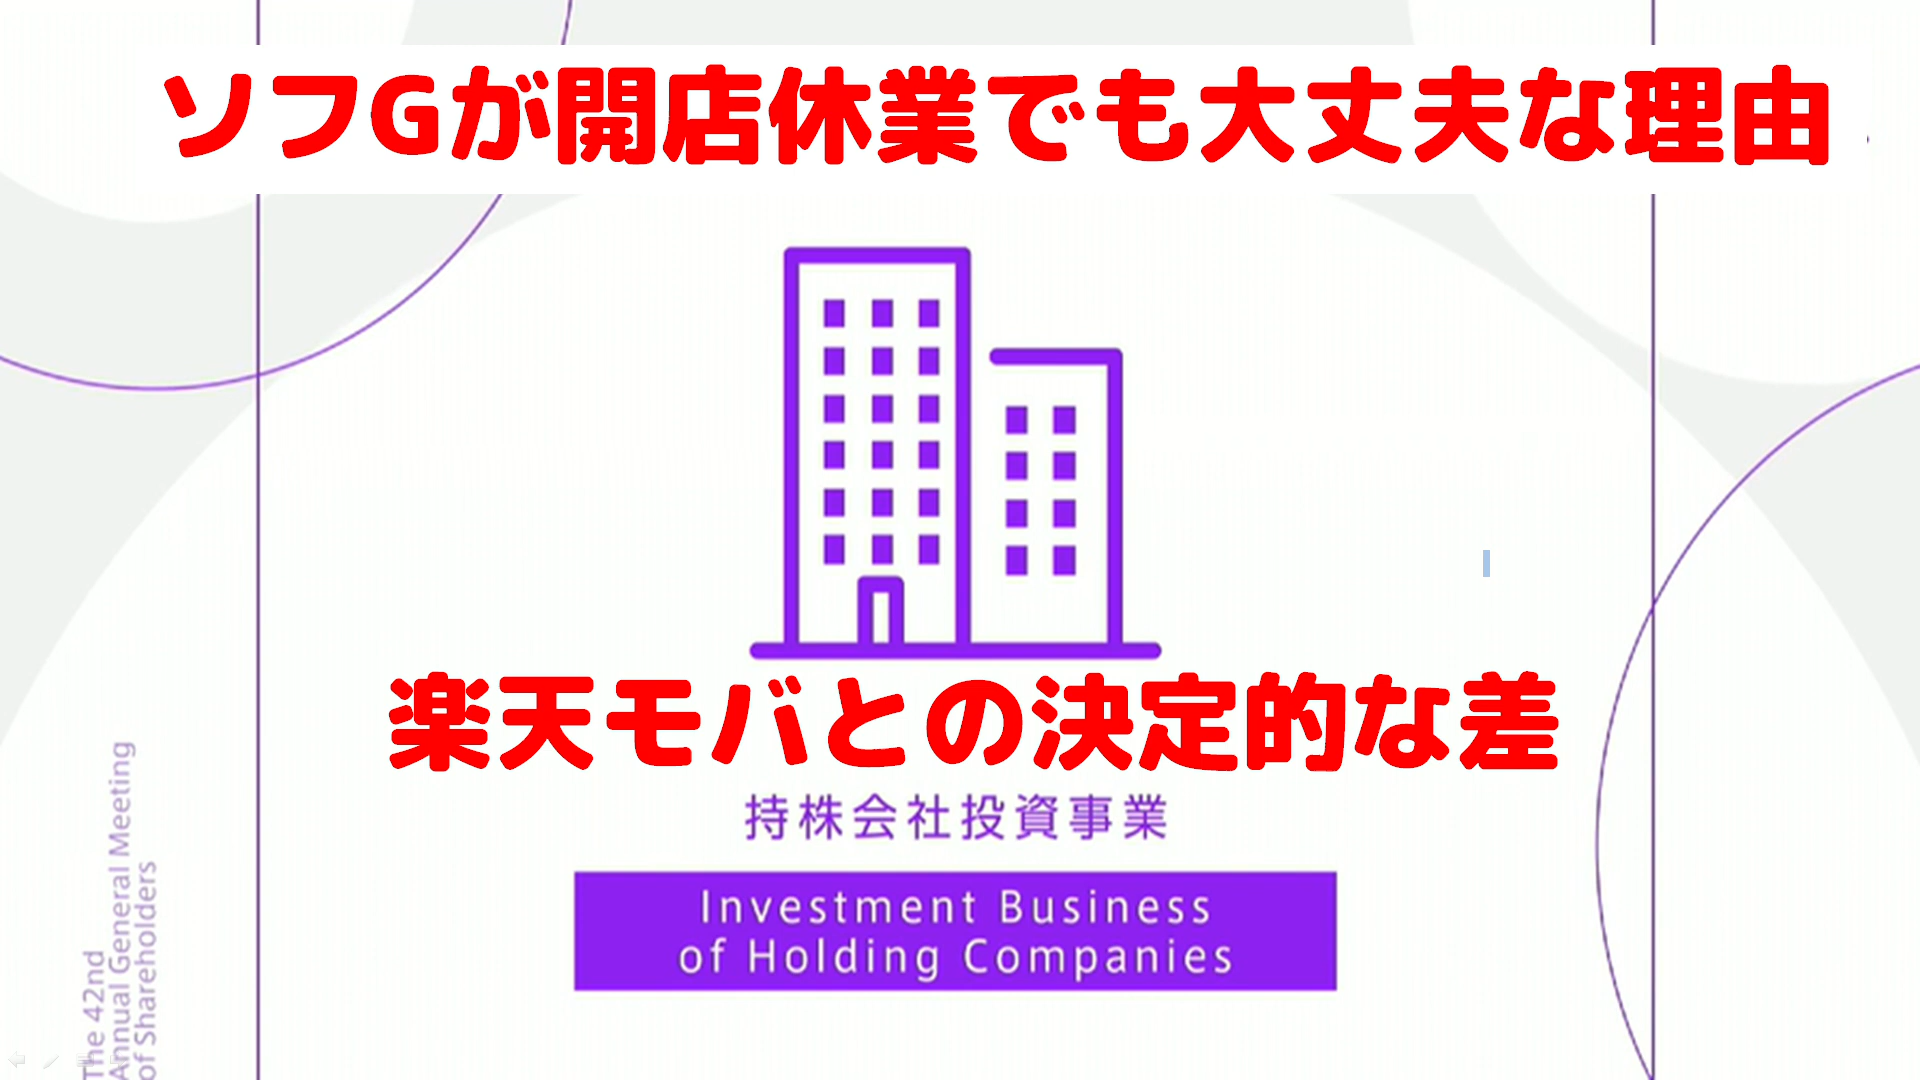 ソフGが開店休業でも大丈夫な理由
楽天モバとの決定的な差
持株会社投資事業
Investment Business
of Holding Companies
The 42nd
Annual General Meeting
of Shareholders